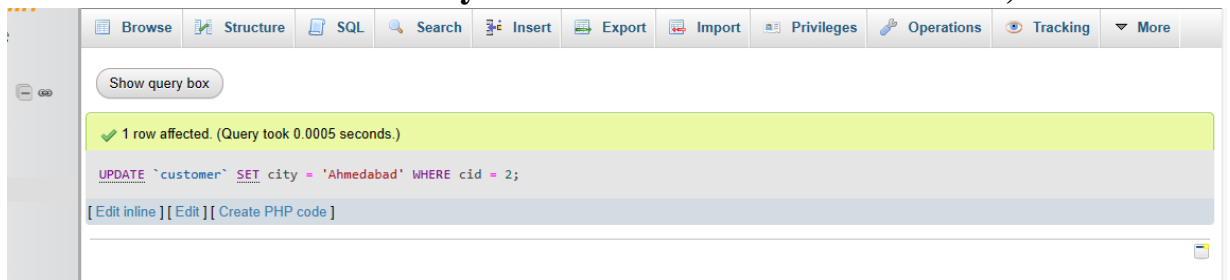 Browse Structure SQL Search Insert Export Import Privileges Operations Tracking More
Show query box
1 row affected. (Query took 0.0005 seconds.)
UPDATE `customer` SET city = 'Ahmedabad' WHERE cid = 2;
[ Edit inline ] [ Edit ] [ Create PHP code ]